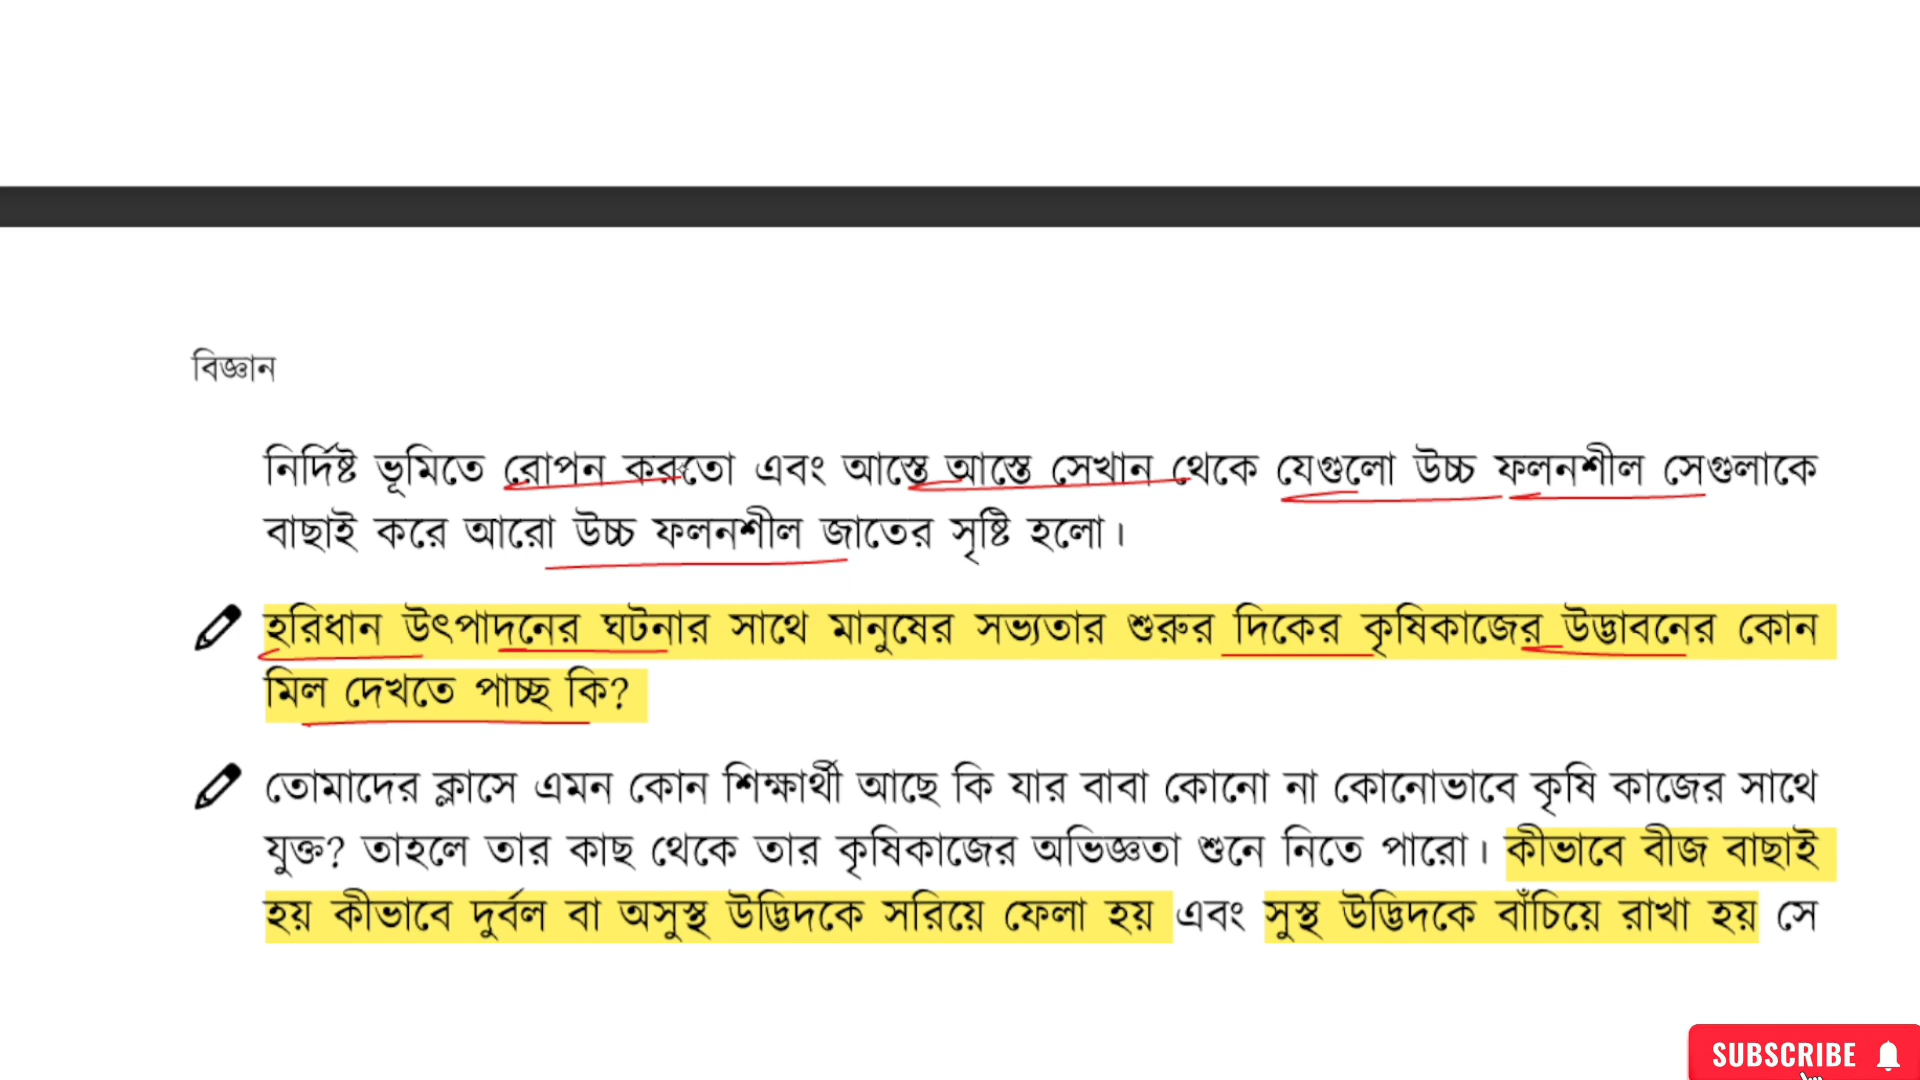 বিজ্ঞান
নির্দিষ্ট ভূমিতে রোপন করতো এবং আস্তে আস্তে সেখান থেকে যেগুলো উচ্চ ফলনশীল সেগুলাকে
বাছাই করে আরো উচ্চ ফলনশীল জাতের সৃষ্টি হলো।
হরিধান উৎপাদনের ঘটনার সাথে মানুষের সভ্যতার শুরুর দিকের কৃষিকাজের উদ্ভাবনের কোন
মিল দেখতে পাচ্ছ কি?
তোমাদের ক্লাসে এমন কোন শিক্ষার্থী আছে কি যার বাবা কোনো না কোনোভাবে কৃষি কাজের সাথে
যুক্ত? তাহলে তার কাছ থেকে তার কৃষিকাজের অভিজ্ঞতা শুনে নিতে পারো। কীভাবে বীজ বাছাই
হয় কীভাবে দুর্বল বা অসুস্থ উদ্ভিদকে সরিয়ে ফেলা হয় এবং সুস্থ উদ্ভিদকে বাঁচিয়ে রাখা হয় সে
SUBSCRIBE